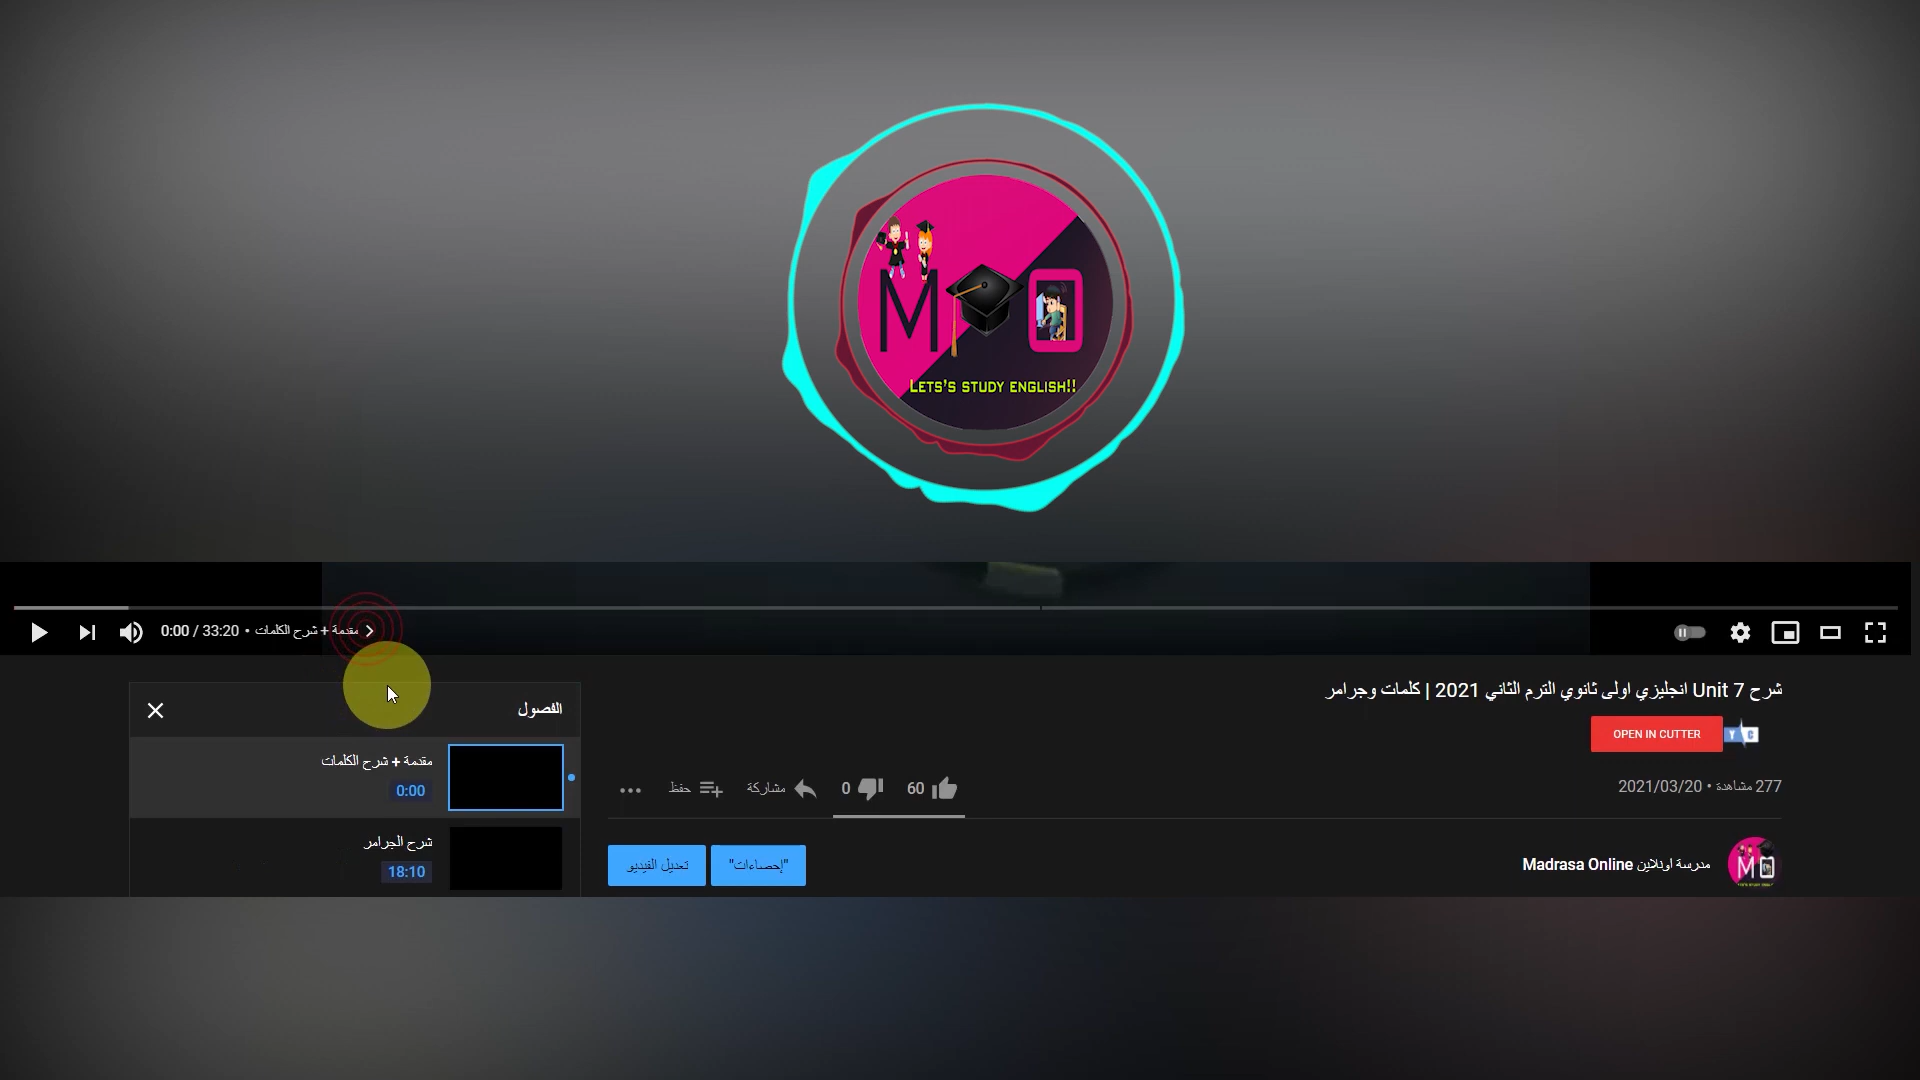 M O
LETS'S STUDY ENGLISH!!
0:00 / 33:20 • مقدمة + شرح الكلمات
شرح Unit 7 انجليزي اولى ثانوي الترم الثاني 2021 | كلمات وجرامر
OPEN IN CUTTER
Y C
277 مشاهدة • 2021/03/20
60
0
مشاركة
حفظ
مدرسة اونلاين Madrasa Online
"إحصاءات"
تعديل الفيديو
الفصول
مقدمة + شرح الكلمات
0:00
شرح الجرامر
18:10